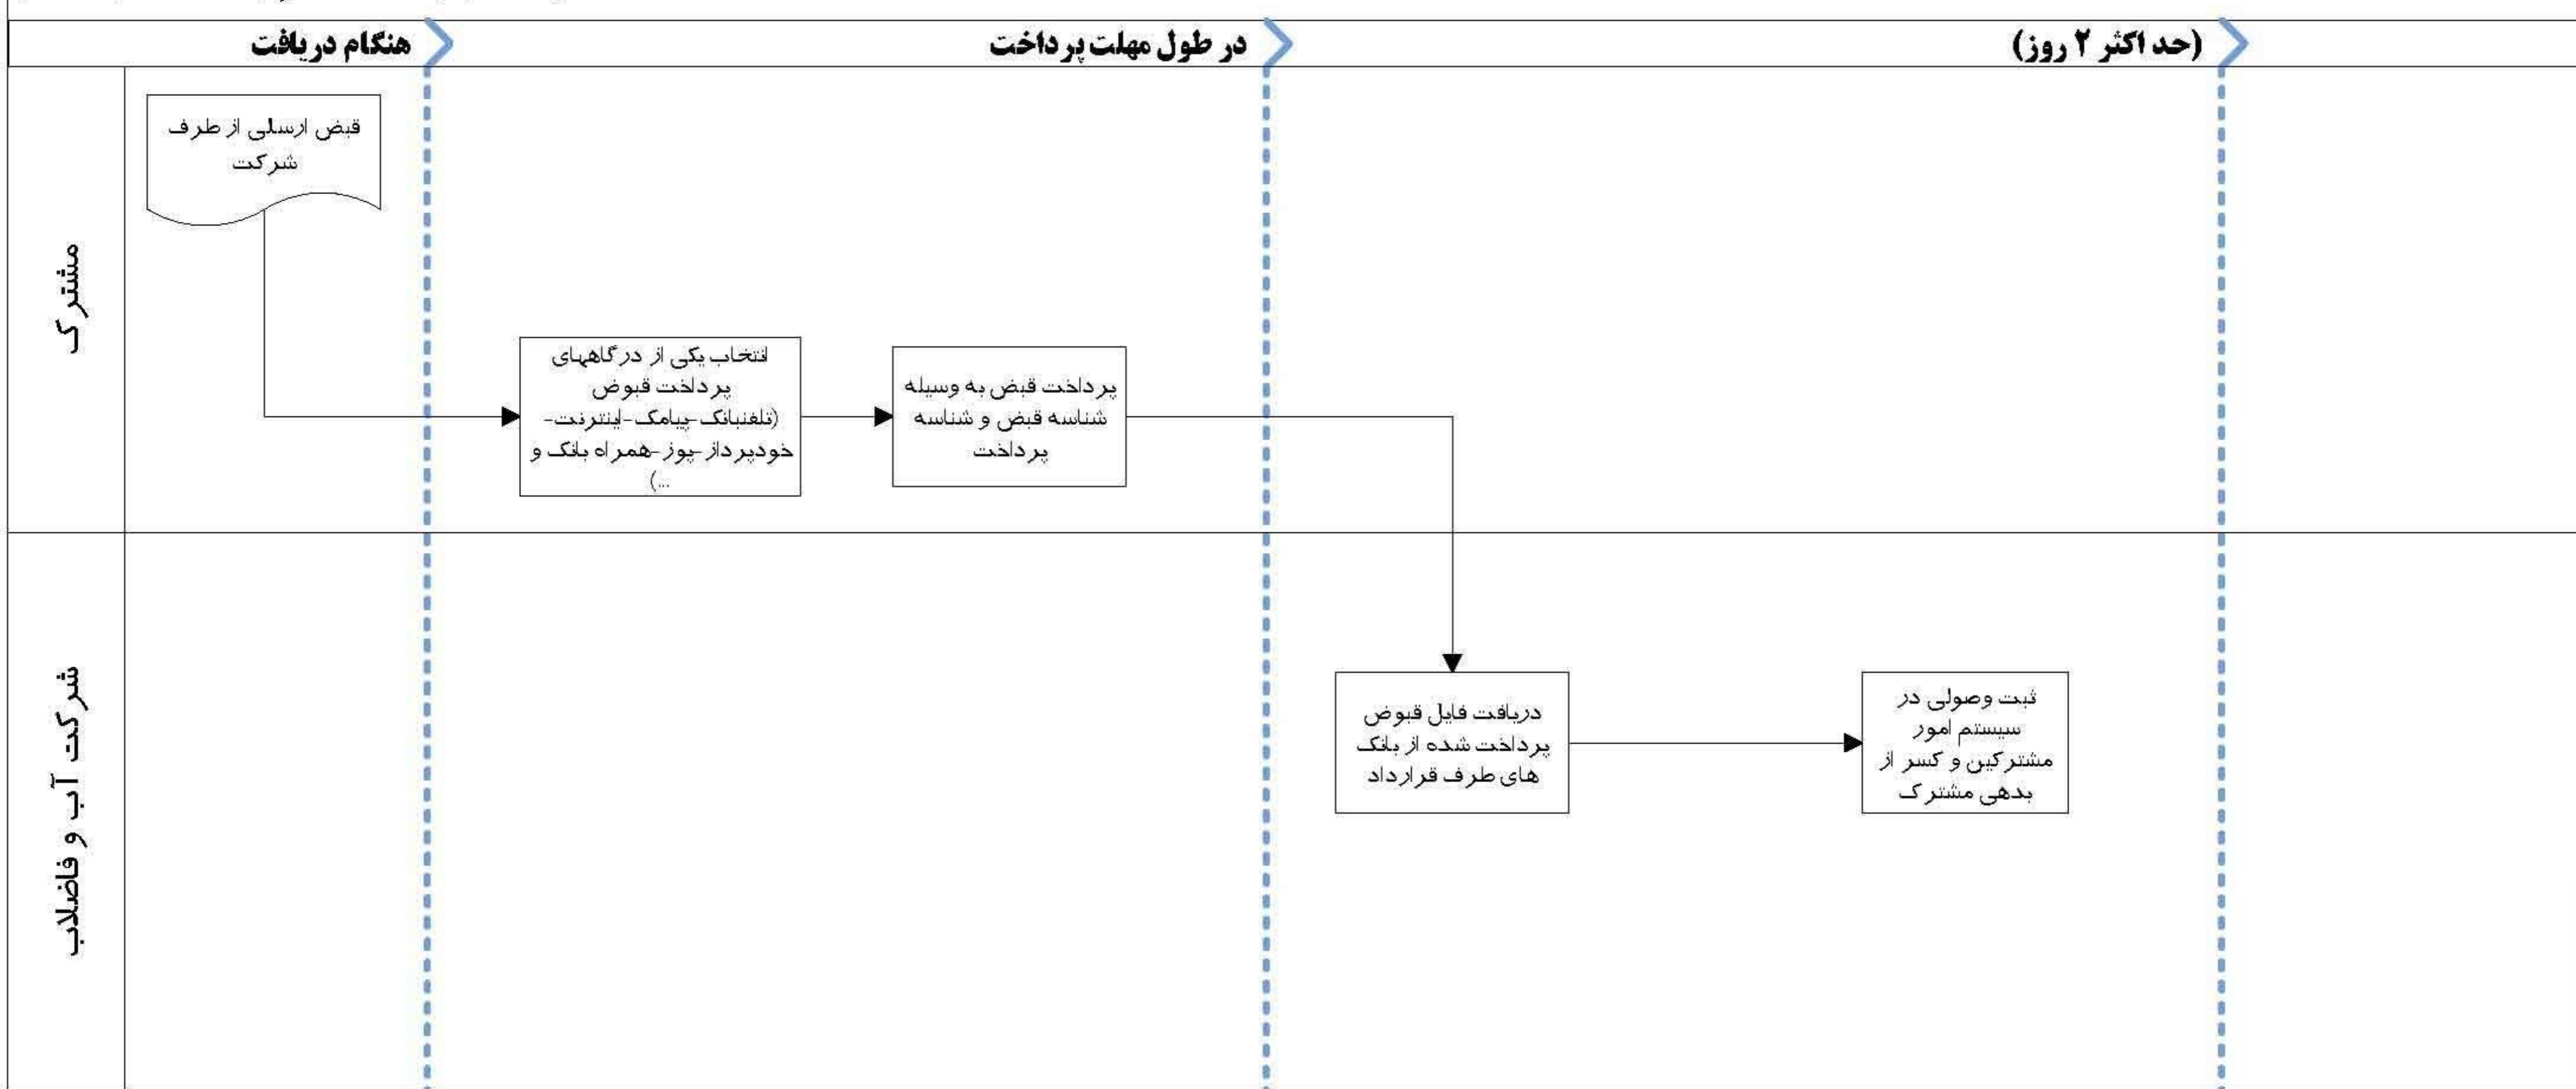 هنگام دریافت
در طول مهلت پرداخت
(حد اکثر ۲ روز)
مشترک
قبض ارسلی از طرف
شرکت
انتخاب یکی از درگاههای
پرداخت قبوض
(تلفنبانک-پیامک-اینترنت-
خودپرداز-پوز-همراه بانک و
...)
پرداخت قبض به وسیله
شناسه قبض و شناسه
پرداخت
شرکت آب و فاضلاب
دریافت فایل قبوض
پرداخت شده از بانک
های طرف قرارداد
ثبت وصولی در
سیستم امور
مشترکین و کسر از
بدهی مشترک